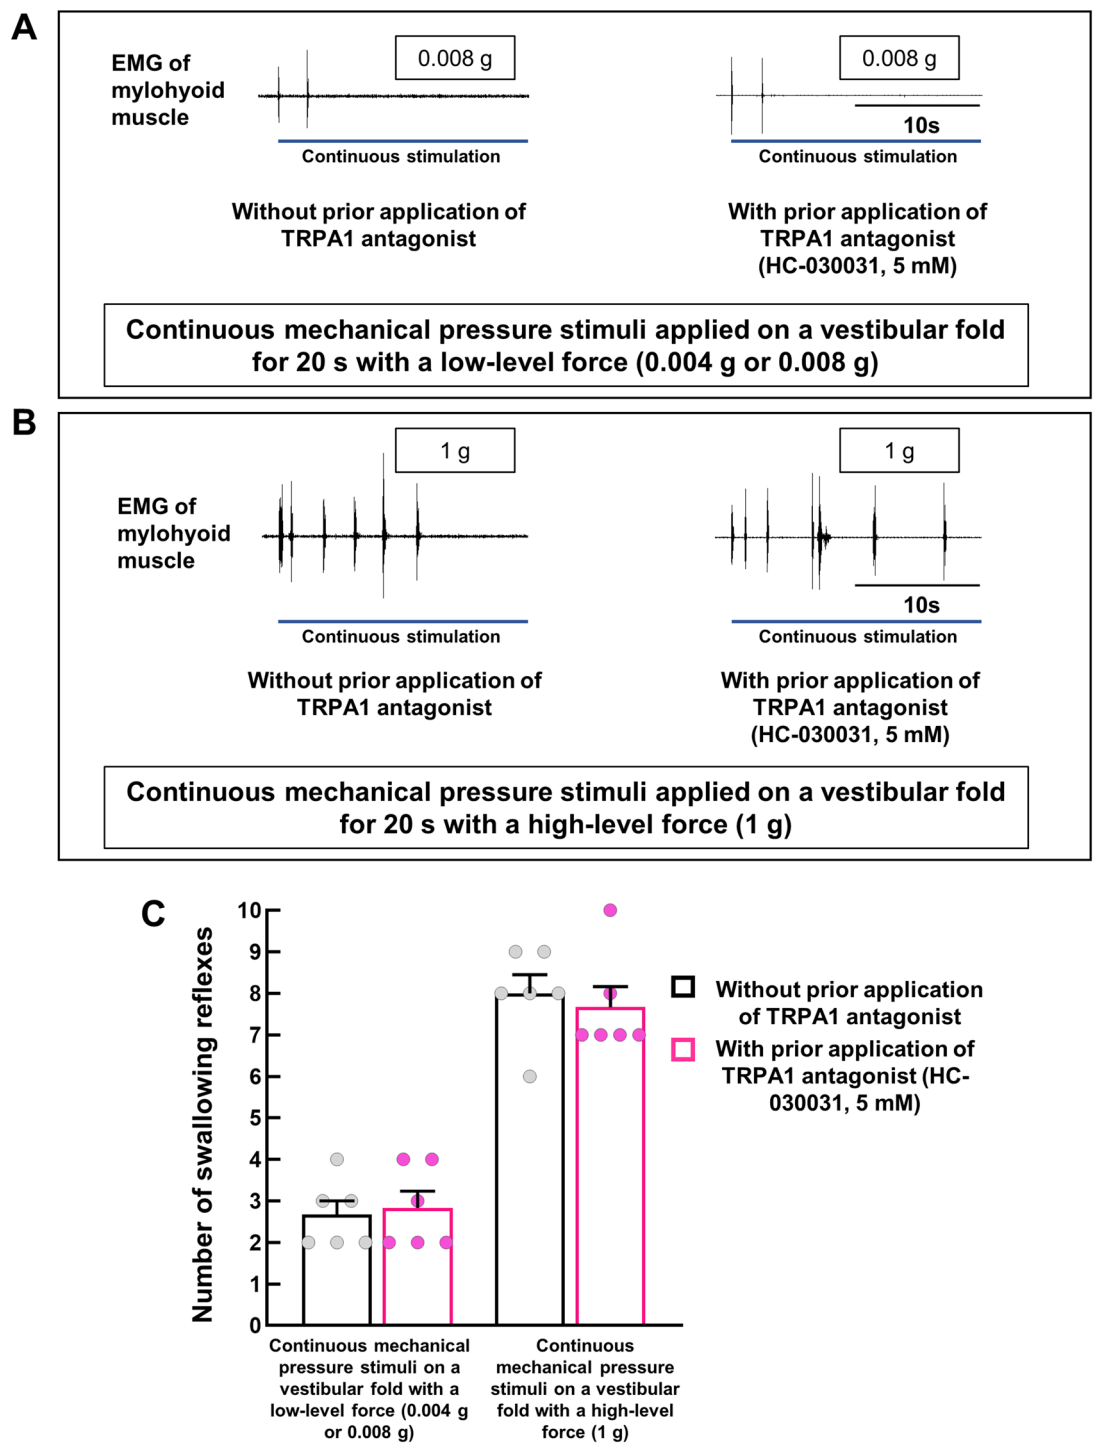 A
EMG of
mylohyoid
muscle
0.008 g
0.008 g
10s
Continuous stimulation
Continuous stimulation
Without prior application of
TRPA1 antagonist
With prior application of
TRPA1 antagonist
(HC-030031, 5 mM)
Continuous mechanical pressure stimuli applied on a vestibular fold
for 20 s with a low-level force (0.004 g or 0.008 g)
B
EMG of
mylohyoid
muscle
1 g
1 g
10s
Continuous stimulation
Continuous stimulation
Without prior application of
TRPA1 antagonist
With prior application of
TRPA1 antagonist
(HC-030031, 5 mM)
Continuous mechanical pressure stimuli applied on a vestibular fold
for 20 s with a high-level force (1 g)
C
Number of swallowing reflexes
10
9
8
7
6
5
4
3
2
1
0
Without prior application
of TRPA1 antagonist
With prior application of
TRPA1 antagonist (HC-
030031, 5 mM)
Continuous mechanical
pressure stimuli on a
vestibular fold with a
low-level force (0.004 g
or 0.008 g)
Continuous
mechanical pressure
stimuli on a vestibular
fold with a high-level
force (1 g)